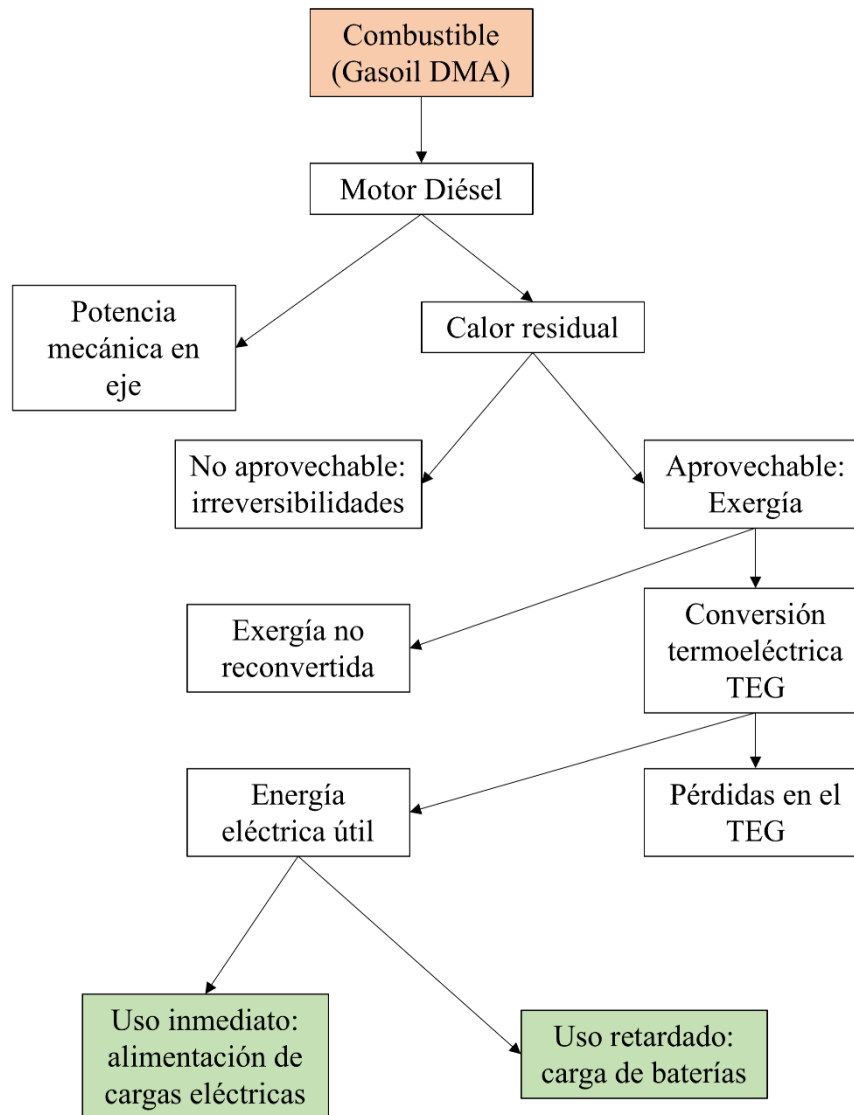 Combustible
(Gasoil DMA)
Motor Diésel
Potencia
mecánica en
eje
Calor residual
No aprovechable:
irreversibilidades
Aprovechable:
Exergía
Exergía no
reconvertida
Conversión
termoeléctrica
TEG
Energía
eléctrica útil
Pérdidas en el
TEG
Uso inmediato:
alimentación de
cargas eléctricas
Uso retardado:
carga de baterías